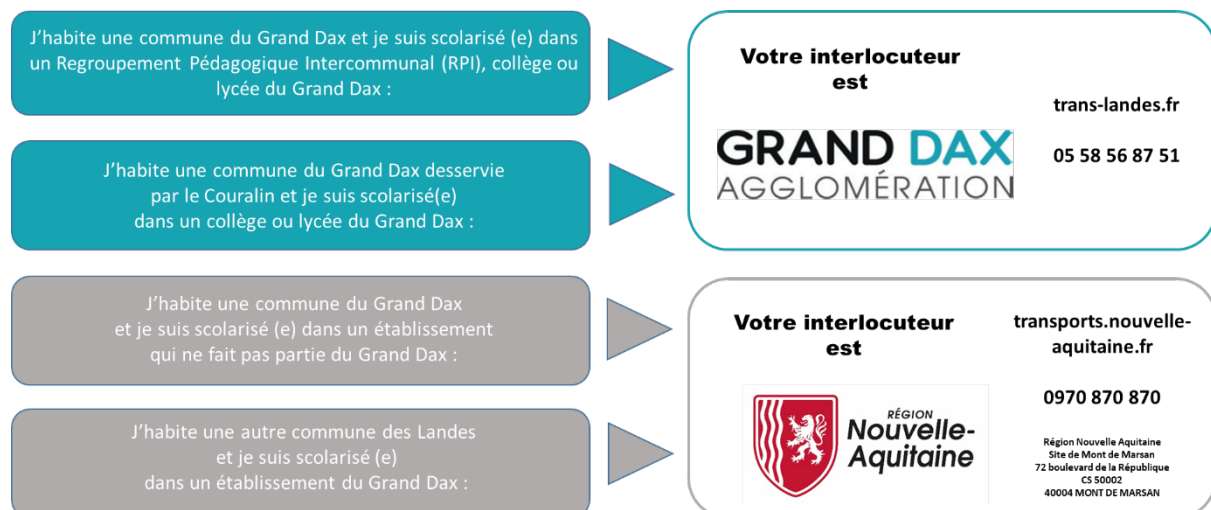 J’habite une commune du Grand Dax et je suis scolarisé (e) dans
un Regroupement Pédagogique Intercommunal (RPI), collège ou
lycée du Grand Dax :
J’habite une commune du Grand Dax desservie
par le Couralin et je suis scolarisé(e)
dans un collège ou lycée du Grand Dax :
Votre interlocuteur
est
GRAND DAX
AGGLOMÉRATION
trans-landes.fr
05 58 56 87 51
J’habite une commune du Grand Dax
et je suis scolarisé (e) dans un établissement
qui ne fait pas partie du Grand Dax :
J’habite une autre commune des Landes
et je suis scolarisé (e)
dans un établissement du Grand Dax :
Votre interlocuteur
est
RÉGION
Nouvelle-
Aquitaine
transports.nouvelle-
aquitaine.fr
0970 870 870
Région Nouvelle Aquitaine
Site de Mont de Marsan
72 boulevard de la République
CS 50002
40004 MONT DE MARSAN